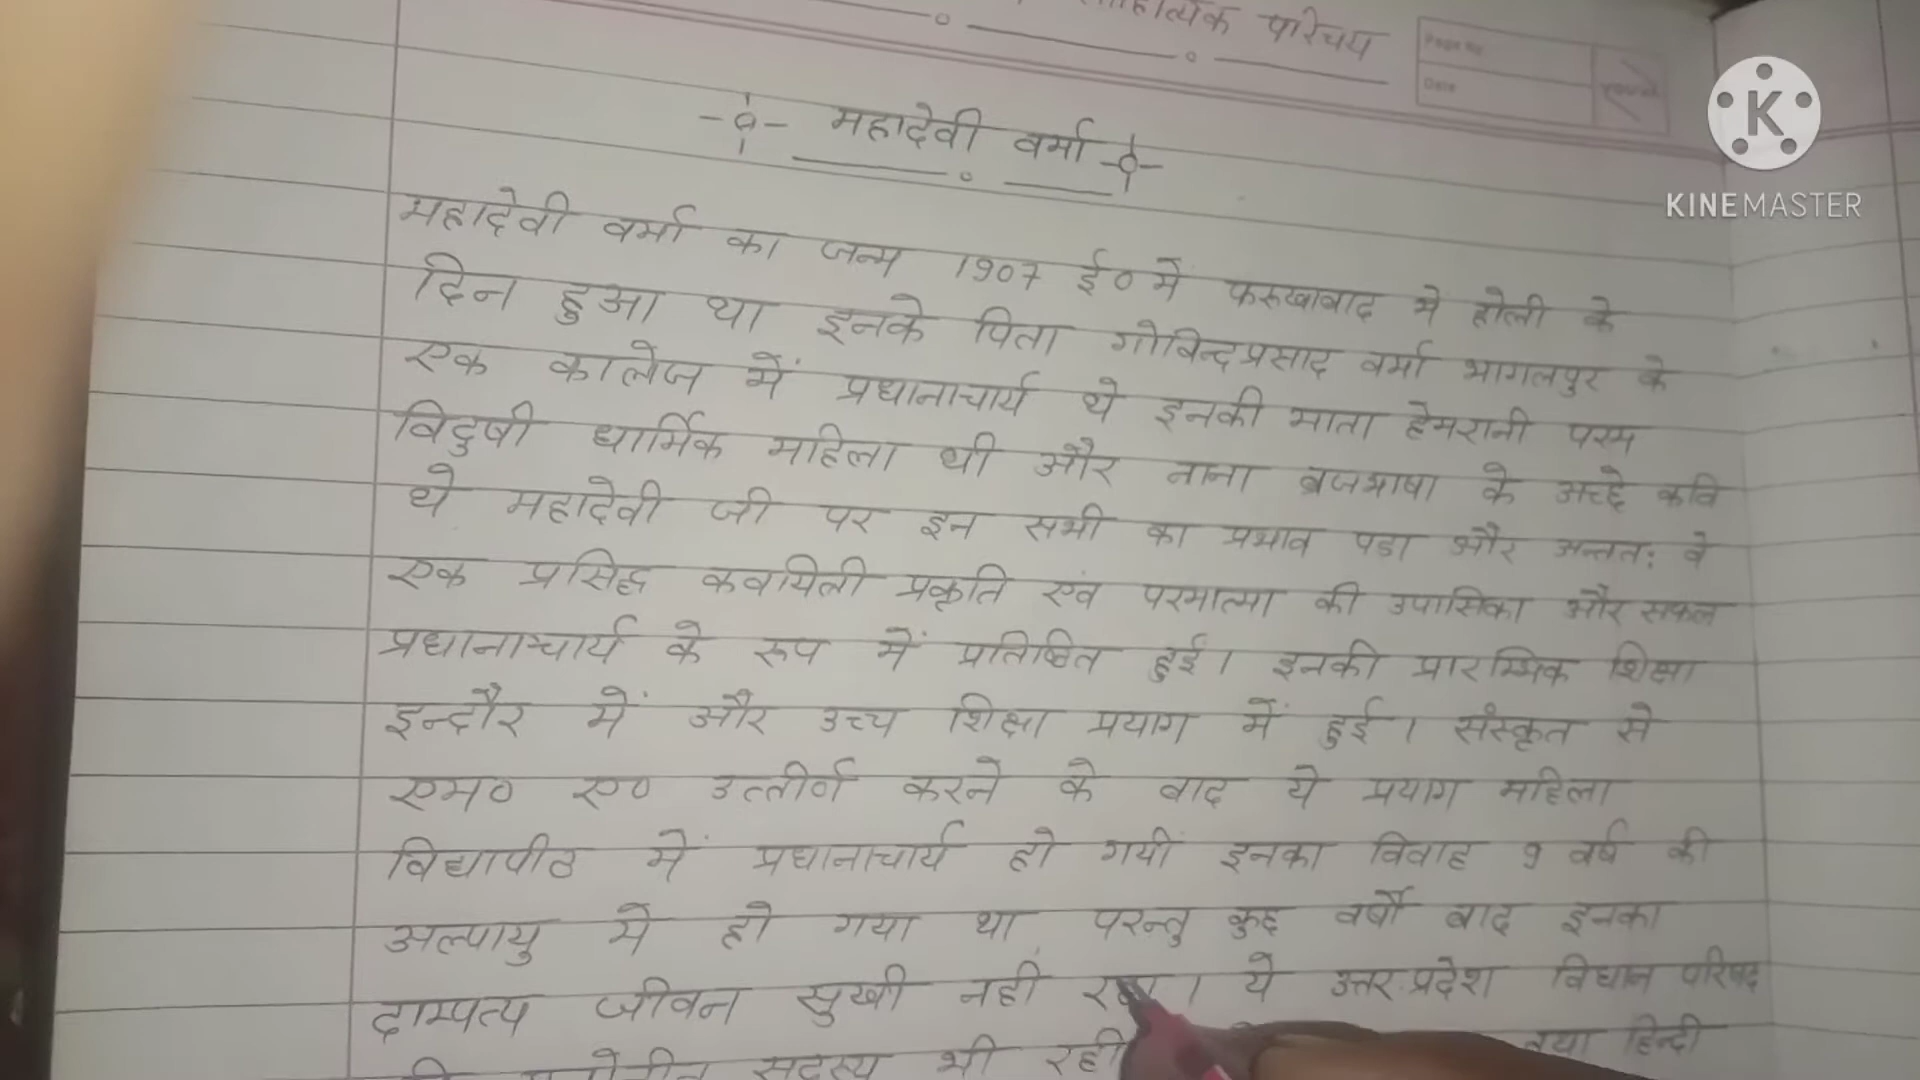 साहित्यिक परिचय
Page No
Date
महादेवी वर्मा
K
KINEMASTER
महादेवी वर्मा का जन्म 1907 ई० में फरुखाबाद मे होली के
दिन हुआ था इनके पिता गोविन्दप्रसाद वर्मा भागलपुर के
एक कालेज में प्रधानाचार्य थे इनकी माता हेमरानी परम
विदुषी धार्मिक महिला थी और नाना ब्रजभाषा के अच्छे कवि
थे महादेवी जी पर इन सभी का प्रभाव पडा और अन्ततः वे
एक प्रसिद्ध कवयिती प्रकृति एंव परमात्मा की उपासिका और सफल
प्रधानाचार्य के रूप में प्रतिष्ठित हुई। इनकी प्रारम्भिक शिक्षा
इन्दौर में और उच्च शिक्षा प्रयाग में हुई। संस्कृत से
एम० ए० उत्तीर्ण करने के बाद ये प्रयाग महिला
विद्यापीठ में प्रधानाचार्य हो गयी इनका विवाह 9 वर्ष की
अल्पायु मे हो गया था परन्तु कुछ वर्षो बाद इनका
दाम्पत्य जीवन सुखी नही रहा। ये उत्तर प्रदेश विधान परिषद
सदस्य भी रही तथा हिन्दी